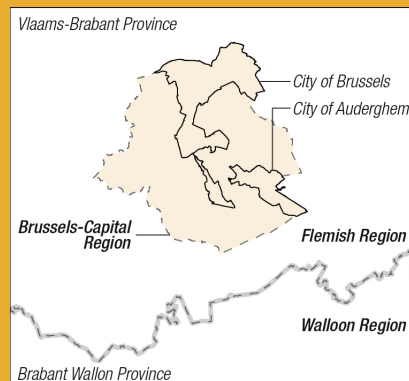 Vlaams-Brabant Province
City of Brussels
City of Auderghem
Brussels-Capital
Region
Flemish Region
Walloon Region
Brabant Wallon Province